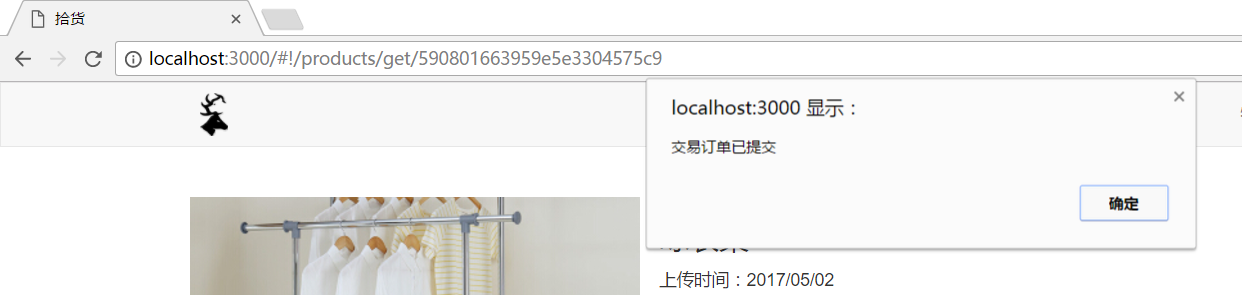 拾货
localhost:3000/#!/products/get/590801663959e5e3304575c9
localhost:3000 显示：
交易订单已提交
确定
上传时间：2017/05/02